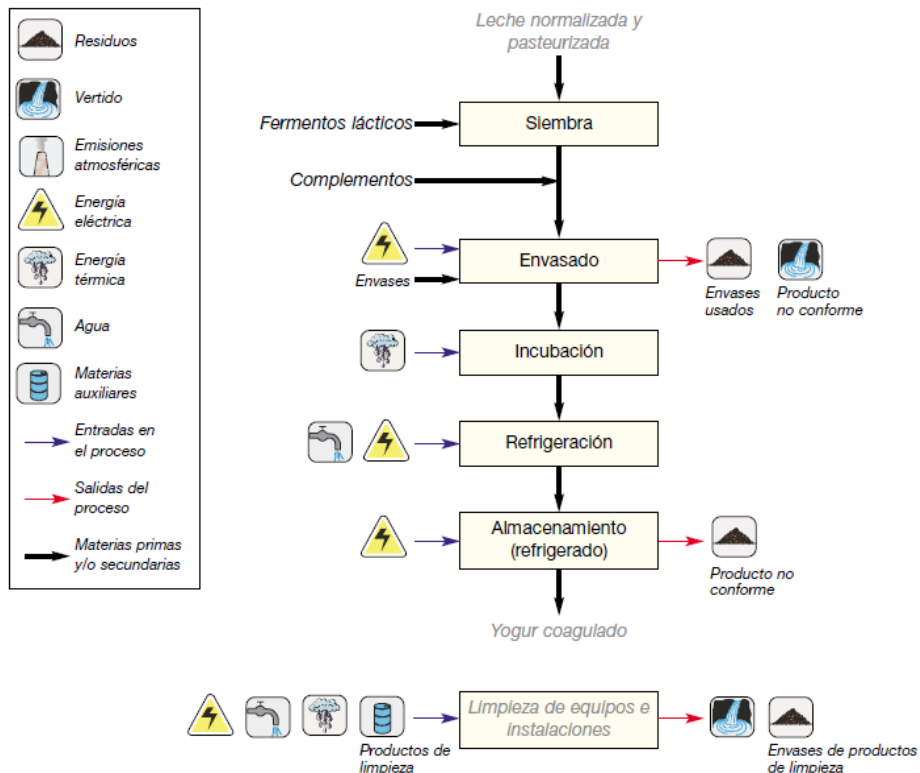 Residuos
Vertido
Emisiones
atmosféricas
Energía
eléctrica
Energía
térmica
Agua
Materias
auxiliares
Entradas en
el proceso
Salidas del
proceso
Materias primas
y/o secundarias
Leche normalizada y
pasteurizada
Fermentos lácticos
Siembra
Complementos
Envases
Envasado
Envases
usados
Producto
no conforme
Incubación
Refrigeración
Almacenamiento
(refrigerado)
Producto no
conforme
Yogur coagulado
Productos de
limpieza
Limpieza de equipos e
instalaciones
Envases de productos
de limpieza